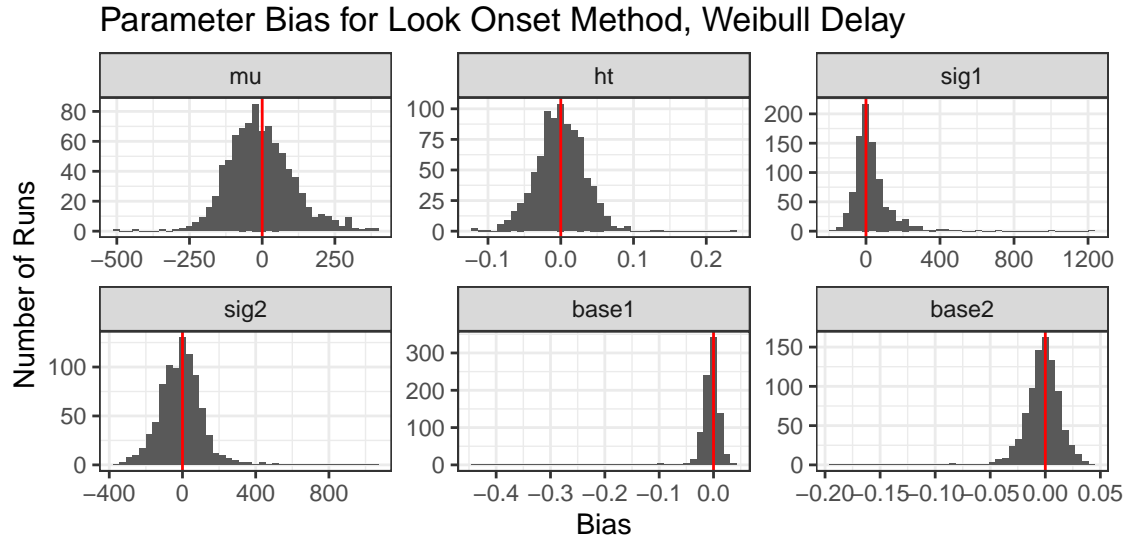 Parameter Bias for Look Onset Method, Weibull Delay
mu
ht
sig1
80
60
40
20
0
100
75
50
25
0
200
150
100
50
0
−500 −250 0 250
−0.1 0.0 0.1 0.2
0 400 800 1200
Number of Runs
sig2
base1
base2
100
50
0
300
200
100
0
150
100
50
0
−400 0 400 800
−0.4 −0.3 −0.2 −0.1 0.0
−0.20−0.15−0.10−0.05 0.00 0.05
Bias